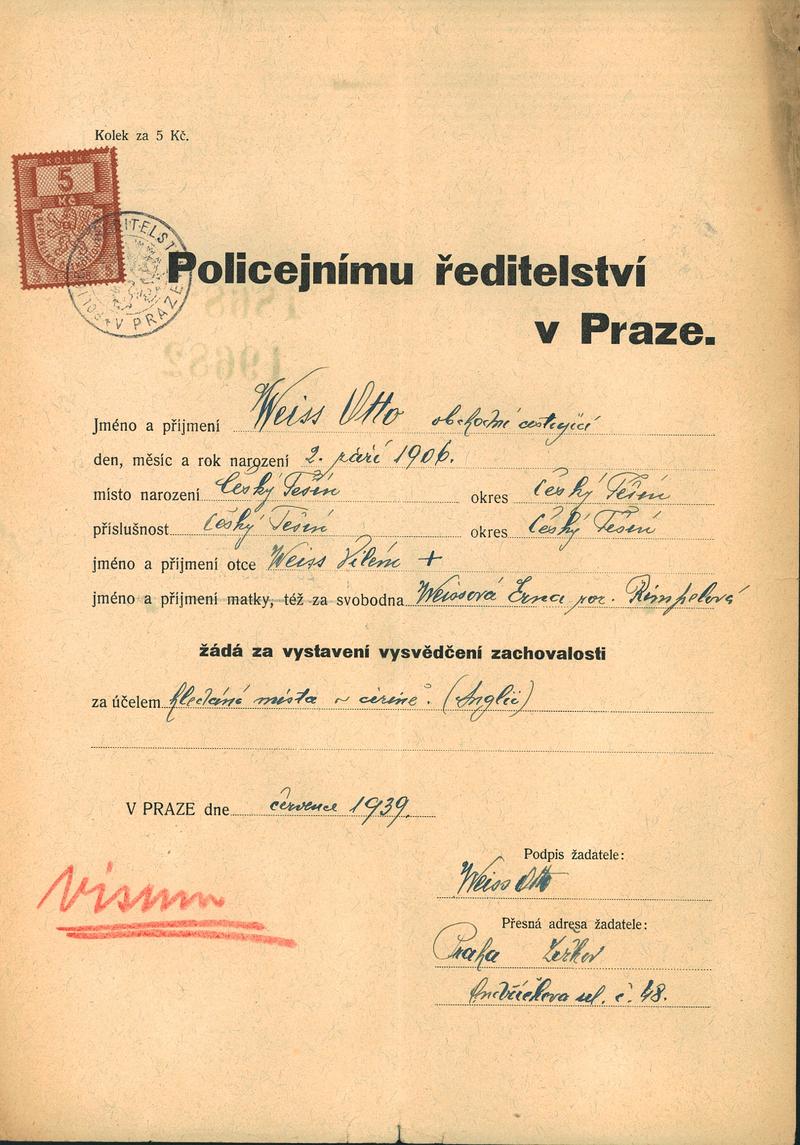 Kolek za 5 Kč.
KOLEK
5
Kč
POLICEJNÍ ŘEDITELSTVÍ V PRAZE
Policejnímu ředitelství
v Praze.
Jméno a příjmení Weiss Otto obchodní cestující
den, měsíc a rok narození 2. září 1906.
místo narození Český Těšín okres Český Těšín
příslušnost Český Těšín okres Český Těšín
jméno a příjmení otce Weiss Vilém +
jméno a příjmení matky, též za svobodna Weissová Erna roz. Rimpelová
žádá za vystavení vysvědčení zachovalosti
za účelem hledání místa v cizině. (Anglii)
V PRAZE dne července 1939.
visum
Podpis žadatele:
Weiss Otto
Přesná adresa žadatele:
Praha Žižkov
ul. č. 48.